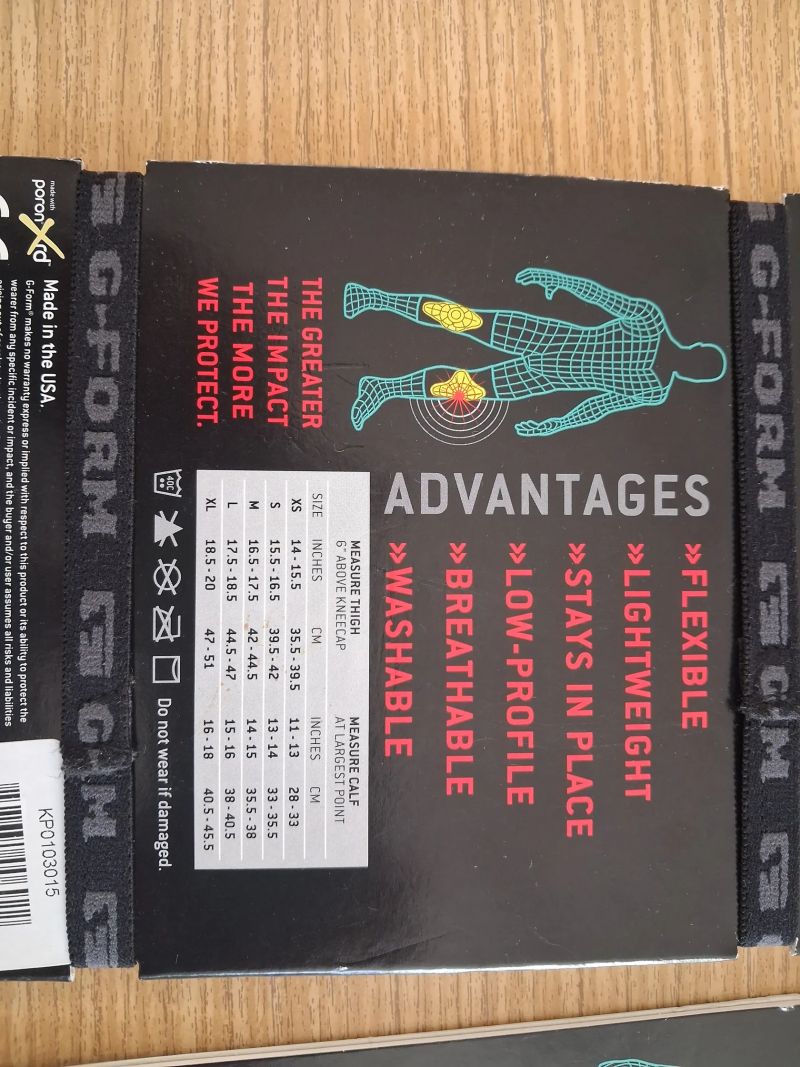 G-FORM
G-FORM
ADVANTAGES
»FLEXIBLE
»LIGHTWEIGHT
»STAYS IN PLACE
»LOW-PROFILE
»BREATHABLE
»WASHABLE
THE GREATER
THE IMPACT
THE MORE
WE PROTECT.
MEASURE THIGH MEASURE CALF
6" ABOVE KNEECAP AT LARGEST POINT
SIZE INCHES CM INCHES CM
XS 14 - 15.5 35.5 - 39.5 11 - 13 28 - 33
S 15.5 - 16.5 39.5 - 42 13 - 14 33 - 35.5
M 16.5 - 17.5 42 - 44.5 14 - 15 35.5 - 38
L 17.5 - 18.5 44.5 - 47 15 - 16 38 - 40.5
XL 18.5 - 20 47 - 51 16 - 18 40.5 - 45.5
40C Do not wear if damaged.
G-FORM
made with
poron Xrd
Made in the USA.
G-Form® makes no warranty express or implied with respect to this product or its ability to protect the
wearer from any specific incident or impact, and the buyer and/or user assumes all risks and liabilities
KP0103015